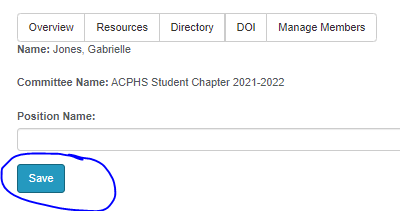 Overview Resources Directory DOI Manage Members
Name: Jones, Gabrielle
Committee Name: ACPHS Student Chapter 2021-2022
Position Name:
Save